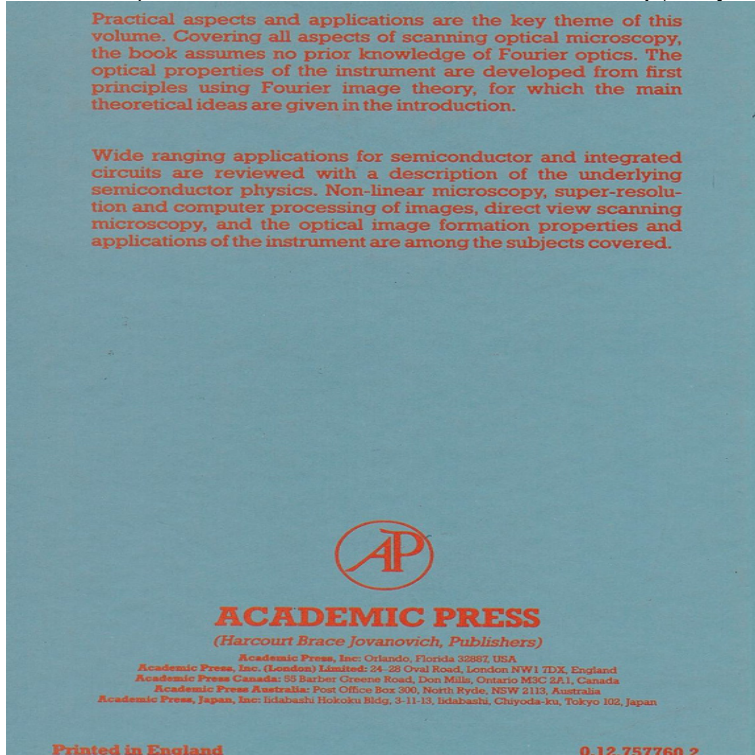 Practical aspects and applications are the key theme of this
volume. Covering all aspects of scanning optical microscopy,
the book assumes no prior knowledge of Fourier optics. The
optical properties of the instrument are developed from first
principles using Fourier image theory, for which the main
theoretical ideas are given in the introduction.
Wide ranging applications for semiconductor and integrated
circuits are reviewed with a description of the underlying
semiconductor physics. Non-linear microscopy, super-resolu-
tion and computer processing of images, direct view scanning
microscopy, and the optical image formation properties and
applications of the instrument are among the subjects covered.
AP
ACADEMIC PRESS
(Harcourt Brace Jovanovich, Publishers)
Academic Press, Inc: Orlando, Florida 32887, USA
Academic Press, Inc. (London) Limited: 24-28 Oval Road, London NW1 7DX, England
Academic Press Canada: 55 Barber Greene Road, Don Mills, Ontario M3C 2A1, Canada
Academic Press Australia: Post Office Box 300, North Ryde, NSW 2113, Australia
Academic Press, Japan, Inc: Iidabashi Hokoku Bldg, 3-11-13, Iidabashi, Chiyoda-ku, Tokyo 102, Japan
Printed in England
0 12 757760 2